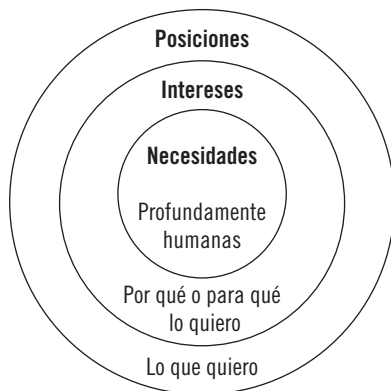 Posiciones
Intereses
Necesidades
Profundamente
humanas
Por qué o para qué
lo quiero
Lo que quiero